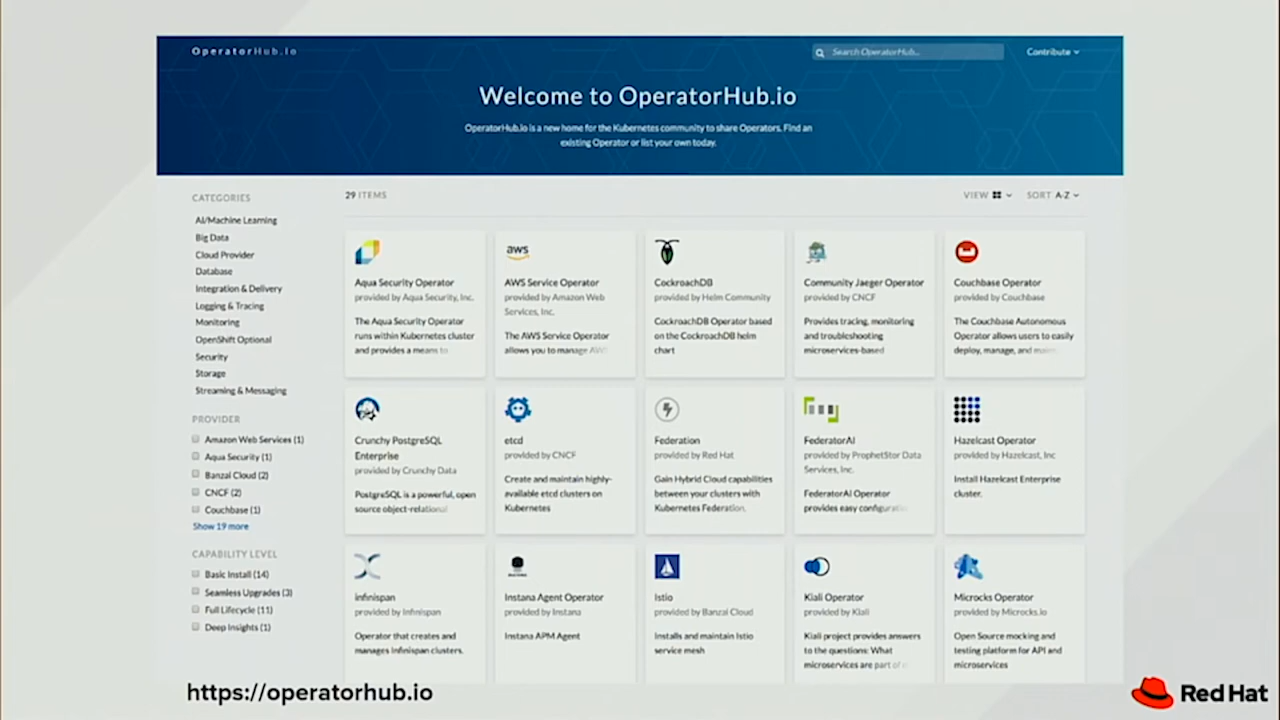 OperatorHub.io
Search OperatorHub...
Contribute
Welcome to OperatorHub.io
OperatorHub.io is a new home for the Kubernetes community to share Operators. Find an
existing Operator or list your own today.
CATEGORIES
AI/Machine Learning
Big Data
Cloud Provider
Database
Integration & Delivery
Logging & Tracing
Monitoring
OpenShift Optional
Security
Storage
Streaming & Messaging
PROVIDER
Amazon Web Services (1)
Aqua Security (1)
Banzai Cloud (2)
CNCF (2)
Couchbase (1)
Show 19 more
CAPABILITY LEVEL
Basic Install (14)
Seamless Upgrades (3)
Full Lifecycle (11)
Deep Insights (1)
29 ITEMS
VIEW
SORT A-Z
Aqua Security Operator
provided by Aqua Security, Inc.
The Aqua Security Operator
runs within Kubernetes cluster
and provides a means to
aws
AWS Service Operator
provided by Amazon Web
Services, Inc.
The AWS Service Operator
allows you to manage AWS
CockroachDB
provided by Helm Community
CockroachDB Operator based
on the CockroachDB helm
chart
Community Jaeger Operator
provided by CNCF
Provides tracing, monitoring
and troubleshooting
microservices-based
Couchbase Operator
provided by Couchbase
The Couchbase Autonomous
Operator allows users to easily
deploy, manage, and
Crunchy PostgreSQL
Enterprise
provided by Crunchy Data
PostgreSQL is a powerful, open
source object-relational
etcd
provided by CNCF
Create and maintain highly-
available etcd clusters on
Kubernetes
Federation
provided by Red Hat
Gain Hybrid Cloud capabilities
between your clusters with
Kubernetes Federation.
FederatorAI
provided by ProphetStor Data
Services, Inc.
FederatorAI Operator
provides easy configuration
Hazelcast Operator
provided by Hazelcast, Inc
Install Hazelcast Enterprise
cluster.
Infinispan
provided by Infinispan
Operator that creates and
manages Infinispan clusters.
Instana Agent Operator
provided by Instana
Instana APM Agent
Istio
provided by Banzai Cloud
Installs and maintain Istio
service mesh
Kiali Operator
provided by Kiali
Kiali project provides answers
to the questions: What
microservices are part of
Microcks Operator
provided by Microcks.io
Open Source mocking and
testing platform for API and
microservices
https://operatorhub.io
Red Hat